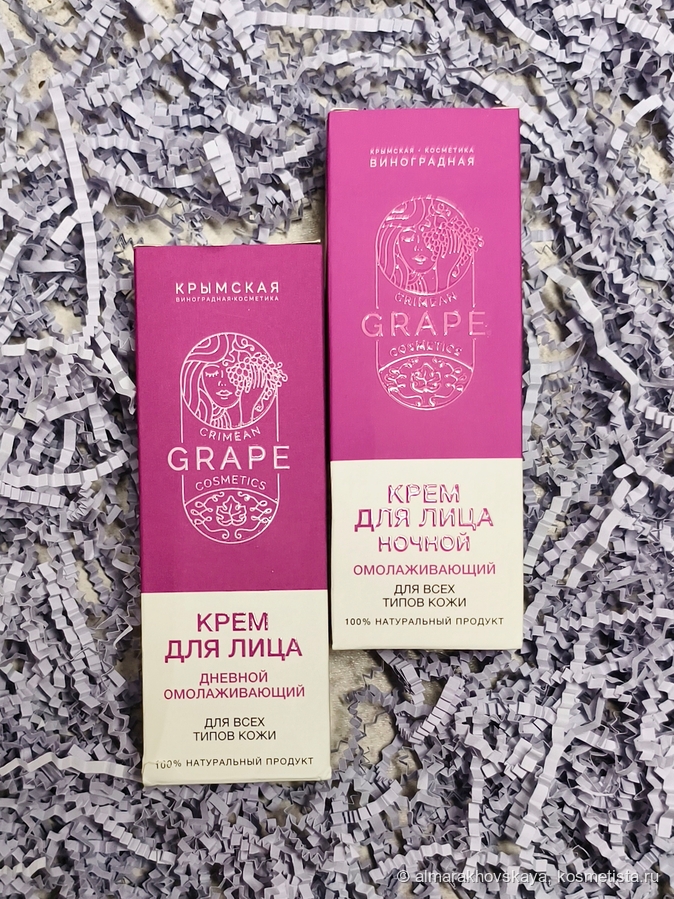 КРЫМСКАЯ
ВИНОГРАДНАЯ•КОСМЕТИКА
CRIMEAN
GRAPE
COSMETICS
КРЕМ
ДЛЯ ЛИЦА
ДНЕВНОЙ
ОМОЛАЖИВАЮЩИЙ
ДЛЯ ВСЕХ
ТИПОВ КОЖИ
100% НАТУРАЛЬНЫЙ ПРОДУКТ
КРЫМСКАЯ • КОСМЕТИКА
ВИНОГРАДНАЯ
CRIMEAN
GRAPE
COSMETICS
КРЕМ
ДЛЯ ЛИЦА
НОЧНОЙ
ОМОЛАЖИВАЮЩИЙ
ДЛЯ ВСЕХ
ТИПОВ КОЖИ
100% НАТУРАЛЬНЫЙ ПРОДУКТ
© almarakhovskaya, kosmetista.ru